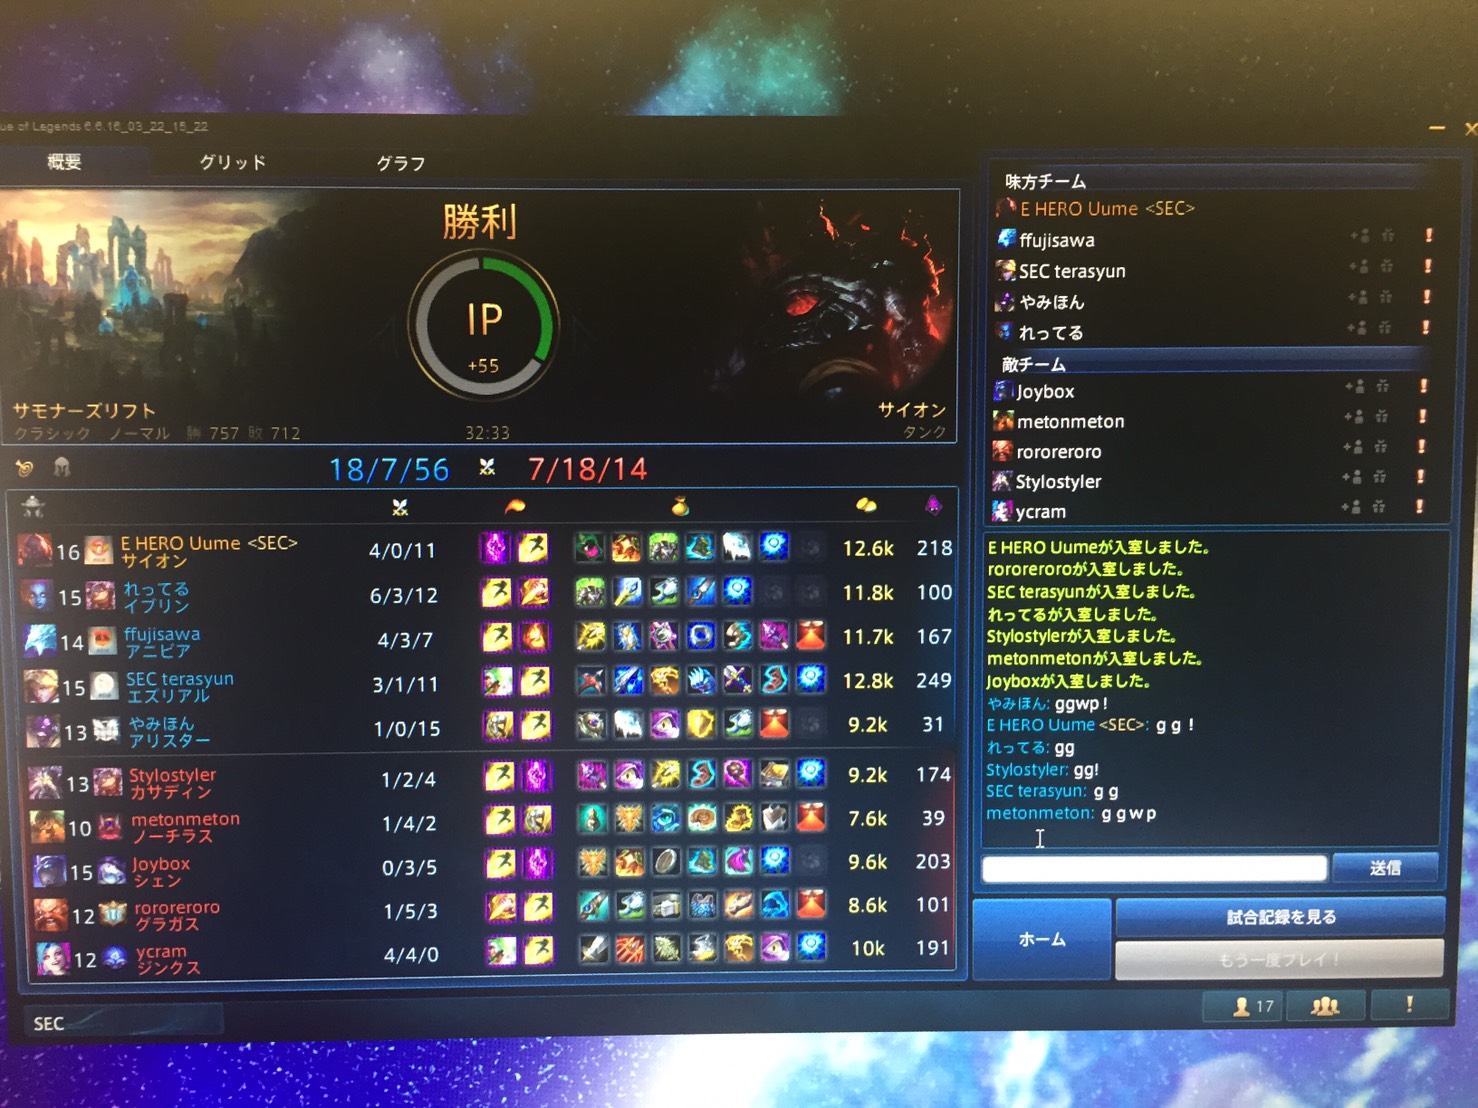 ue of Legends 6.6.16_03_22_15_22
概要 グリッド グラフ
勝利
IP
+55
サモナーズリフト
クラシック ノーマル 勝 757 敗 712
32:33
サイオン
タンク
18/7/56 7/18/14
16 E HERO Uume <SEC> 4/0/11 12.6k 218
サイオン
15 れってる 6/3/12 11.8k 100
イブリン
14 ffujisawa 4/3/7 11.7k 167
アニビア
15 SEC terasyun 3/1/11 12.8k 249
エズリアル
13 やみほん 1/0/15 9.2k 31
アリスター
13 Stylostyler 1/2/4 9.2k 174
カサディン
10 metonmeton 1/4/2 7.6k 39
ノーチラス
15 Joybox 0/3/5 9.6k 203
シェン
12 rororeroro 1/5/3 8.6k 101
グラガス
12 ycram 4/4/0 10k 191
ジンクス
SEC
味方チーム
E HERO Uume <SEC>
ffujisawa
SEC terasyun
やみほん
れってる
敵チーム
Joybox
metonmeton
rororeroro
Stylostyler
ycram
E HERO Uumeが入室しました。
rororeroroが入室しました。
SEC terasyunが入室しました。
れってるが入室しました。
Stylostylerが入室しました。
metonmetonが入室しました。
Joyboxが入室しました。
やみほん: ggwp !
E HERO Uume <SEC>: g g !
れってる: gg
Stylostyler: gg!
SEC terasyun: g g
metonmeton: g g w p
送信
ホーム
試合記録を見る
もう一度プレイ！
17